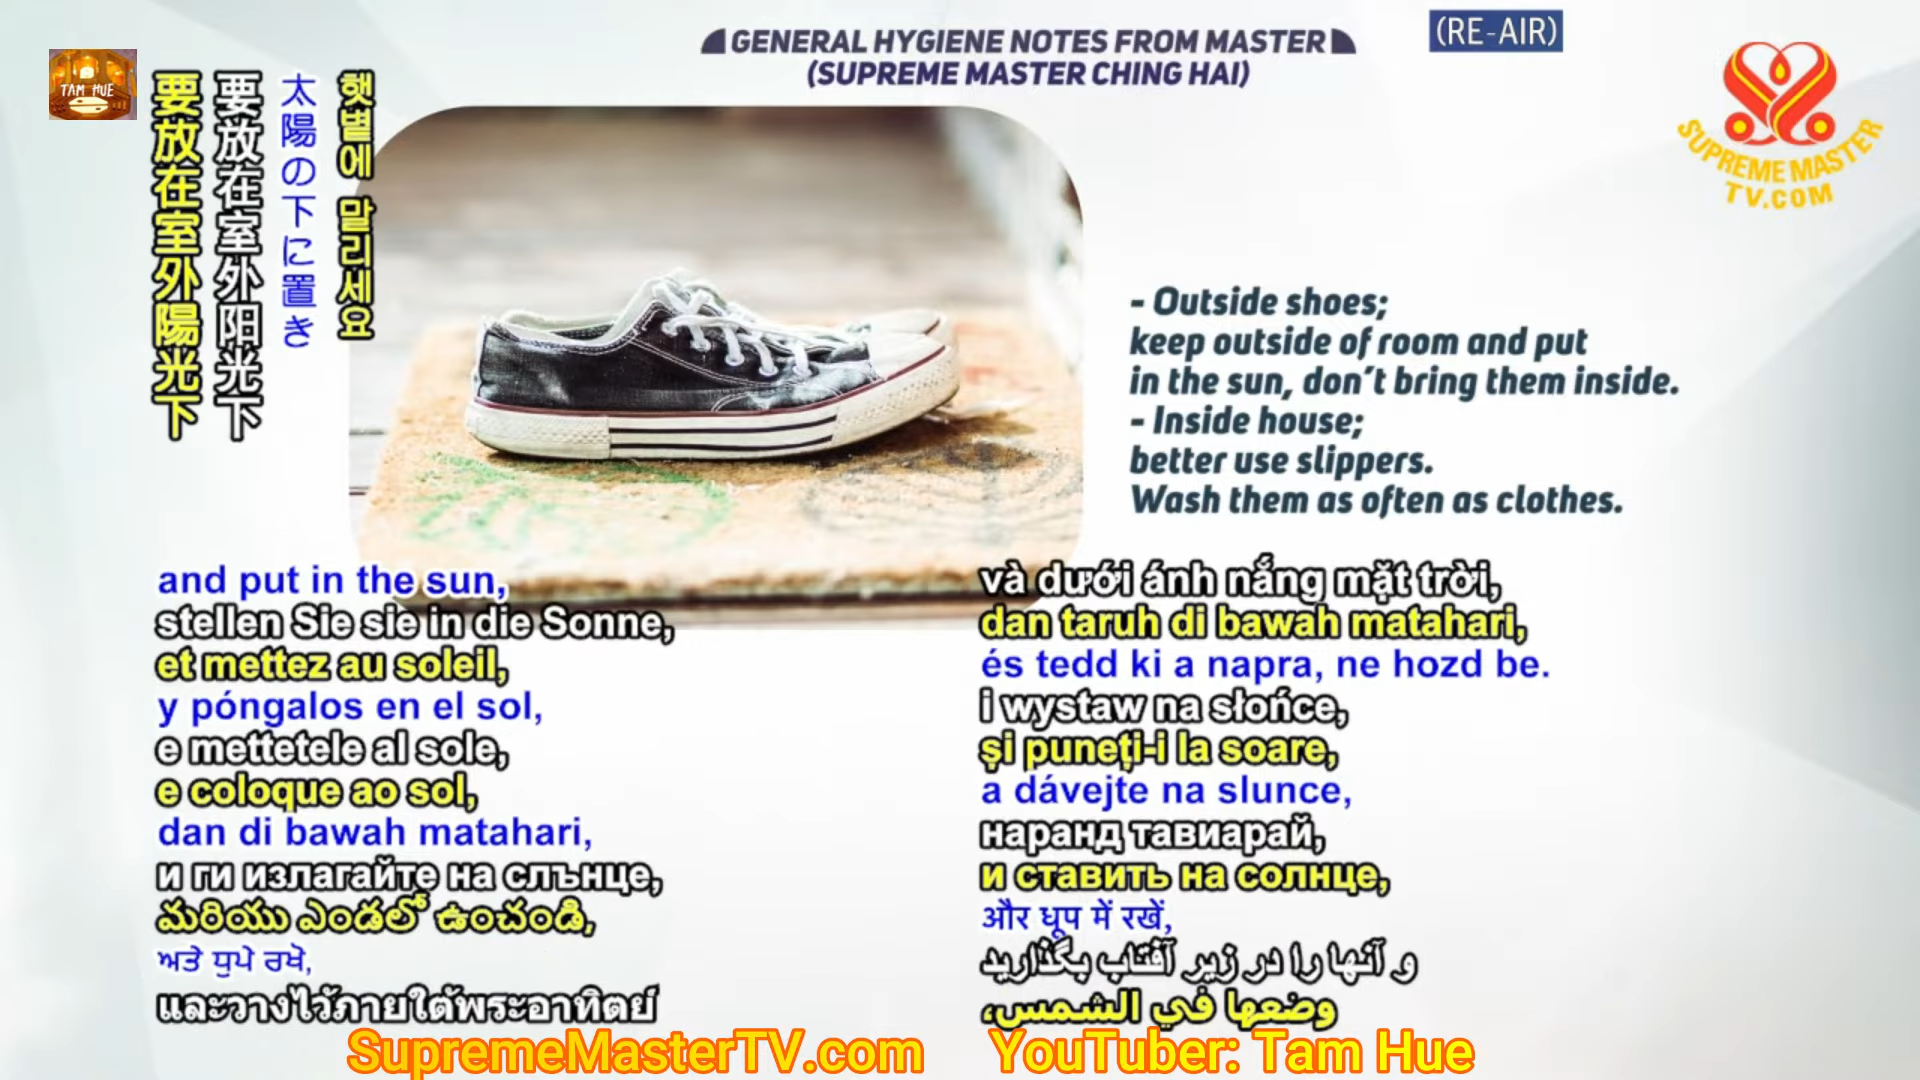 GENERAL HYGIENE NOTES FROM MASTER
(SUPREME MASTER CHING HAI)
(RE-AIR)
TAM HUE
SUPREME MASTER
TV.COM
要放在室外陽光下
要放在室外阳光下
太陽の下に置き
햇볕에 말리세요
- Outside shoes;
keep outside of room and put
in the sun, don't bring them inside.
- Inside house;
better use slippers.
Wash them as often as clothes.
and put in the sun,
stellen Sie sie in die Sonne,
et mettez au soleil,
y póngalos en el sol,
e mettetele al sole,
e coloque ao sol,
dan di bawah matahari,
и ги излагайте на слънце,
మరియు ఎండలో ఉంచండి,
ਅਤੇ ਧੁਪੇ ਰਖੋ,
และวางไว้ภายใต้พระอาทิตย์
và dưới ánh nắng mặt trời,
dan taruh di bawah matahari,
és tedd ki a napra, ne hozd be.
i wystaw na słońce,
și puneți-i la soare,
a dávejte na slunce,
наранд тавиарай,
и ставить на солнце,
और धूप में रखें,
و آنها را در زیر آفتاب بگذارید
وضعها في الشمس،
SupremeMasterTV.com
YouTuber: Tam Hue